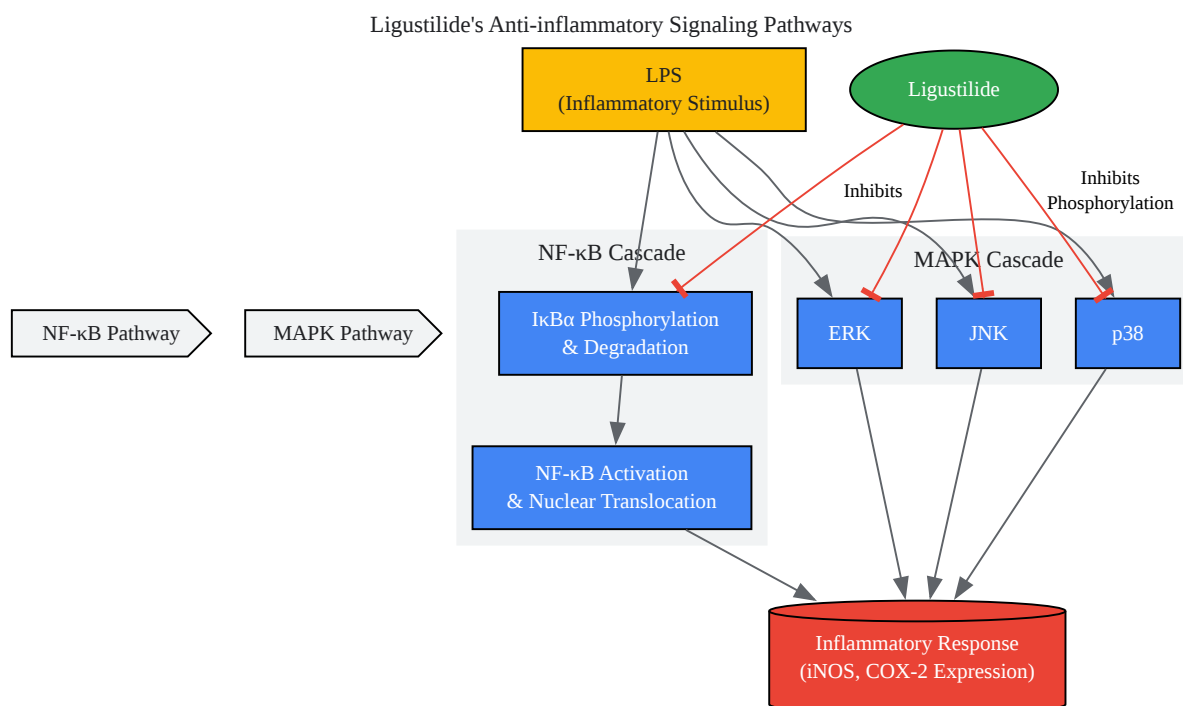 Ligustilide's Anti-inflammatory Signaling Pathways
LPS
(Inflammatory Stimulus)
Ligustilide
Inhibits
Inhibits
Phosphorylation
NF-κB Cascade
MAPK Cascade
NF-κB Pathway
MAPK Pathway
IκBα Phosphorylation
& Degradation
ERK
JNK
p38
NF-κB Activation
& Nuclear Translocation
Inflammatory Response
(iNOS, COX-2 Expression)